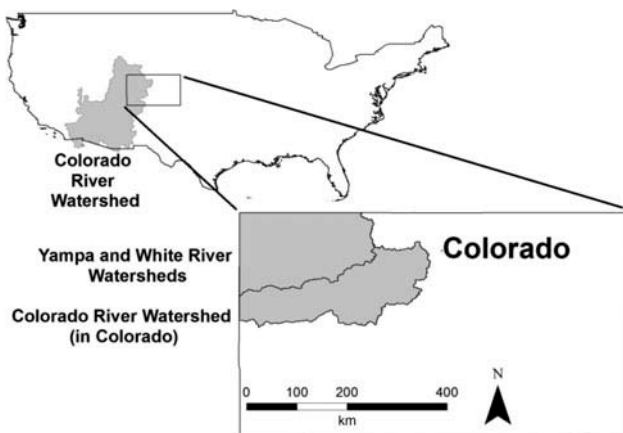 Colorado
River
Watershed
Yampa and White River
Watersheds
Colorado
Colorado River Watershed
(in Colorado)
N
0 100 200 400
km